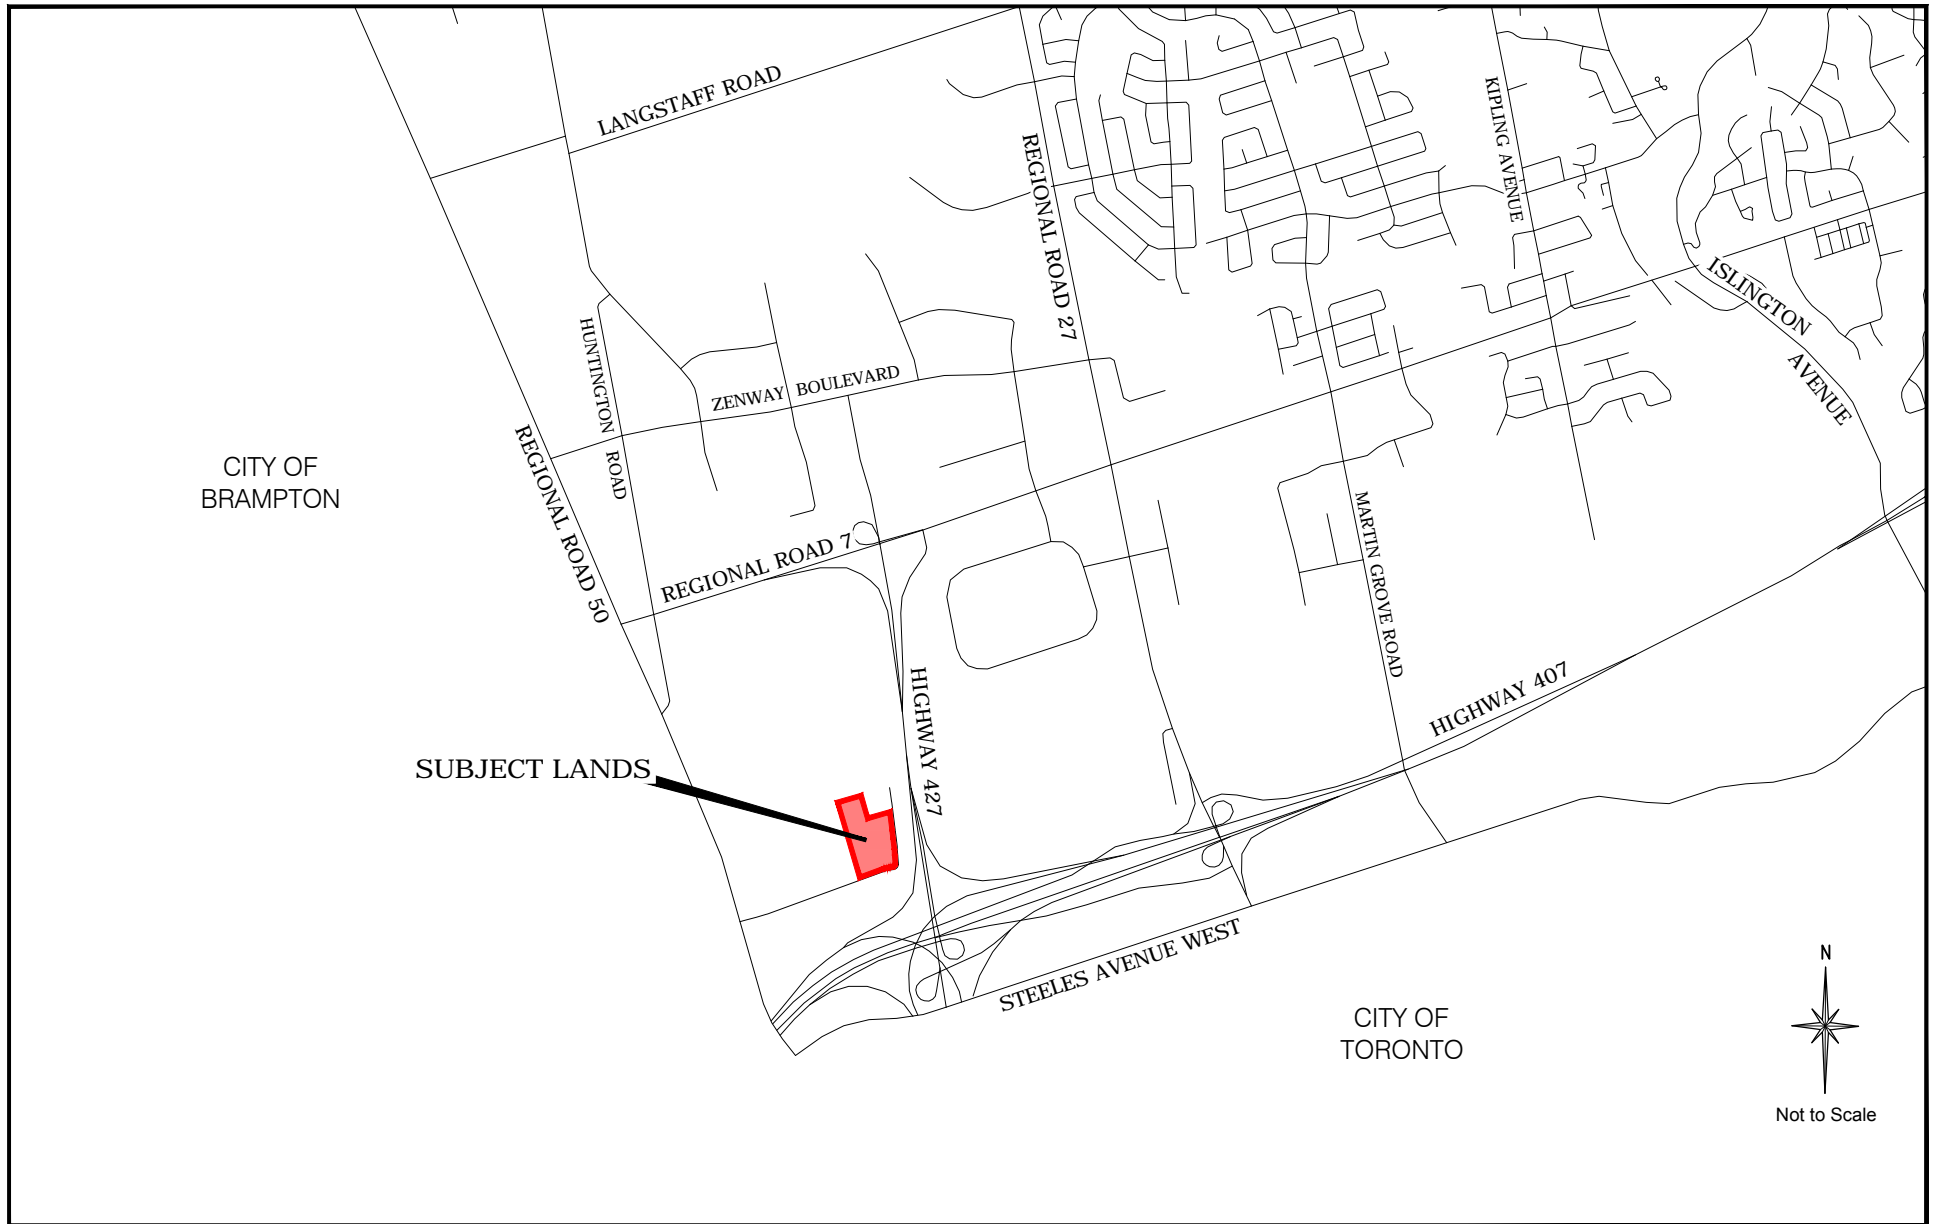 LANGSTAFF ROAD
KIPLING AVENUE
REGIONAL ROAD 27
ISLINGTON
AVENUE
HUNTINGTON ROAD
ZENWAY BOULEVARD
CITY OF
BRAMPTON
REGIONAL ROAD 50
REGIONAL ROAD 7
MARTIN GROVE ROAD
HIGHWAY 427
HIGHWAY 407
SUBJECT LANDS
STEELES AVENUE WEST
CITY OF
TORONTO
N
Not to Scale